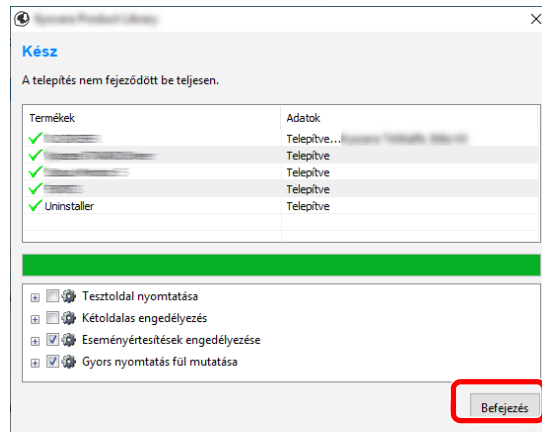 Kész
A telepítés nem fejeződött be teljesen.
Termékek Adatok
Telepítve...
Telepítve
Telepítve
Telepítve
Uninstaller Telepítve
Tesztoldal nyomtatása
Kétoldalas engedélyezés
Eseményértesítések engedélyezése
Gyors nyomtatás fül mutatása
Befejezés